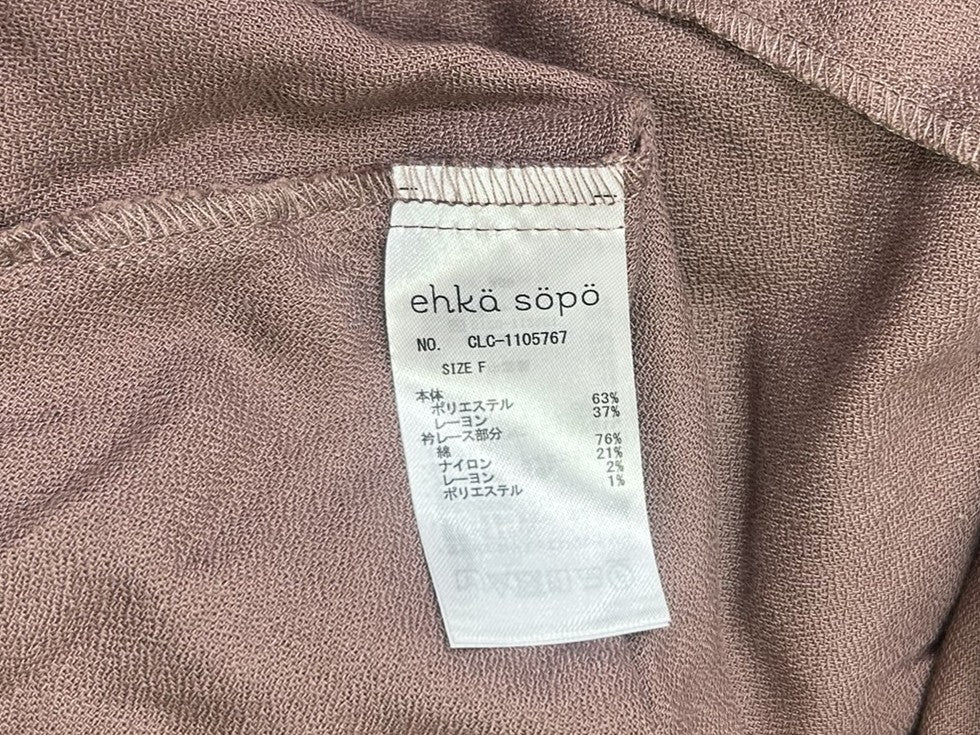 ehkä söpö
NO. CLC-1105767
SIZE F
本体
ポリエステル 63%
レーヨン 37%
衿レース部分
綿 76%
ナイロン 21%
レーヨン 2%
ポリエステル 1%